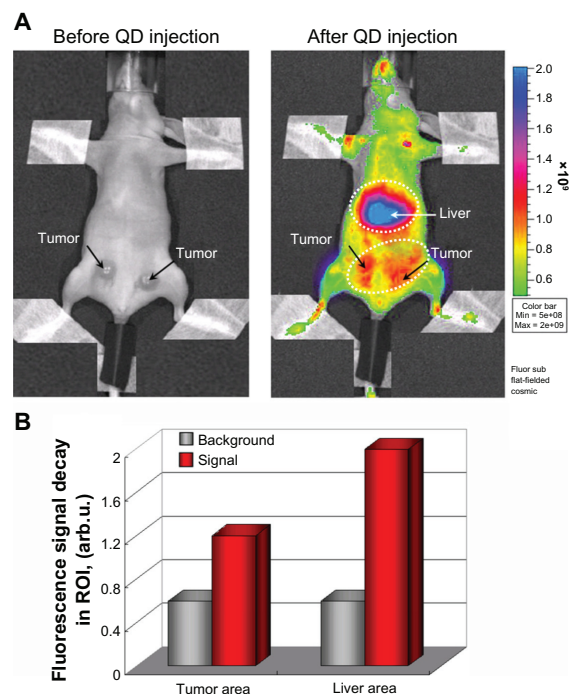 A
Before QD injection
After QD injection
Tumor
Tumor
Liver
Tumor
Tumor
2.0
1.8
1.6
1.4
1.2
1.0
0.8
0.6
×10⁹
Color bar
Min = 5e+08
Max = 2e+09
Fluor sub
flat-fielded
cosmic
B
Background
Signal
Fluorescence signal decay
in ROI, (arb.u.)
2
1.6
1.2
0.8
0.4
0
Tumor area
Liver area